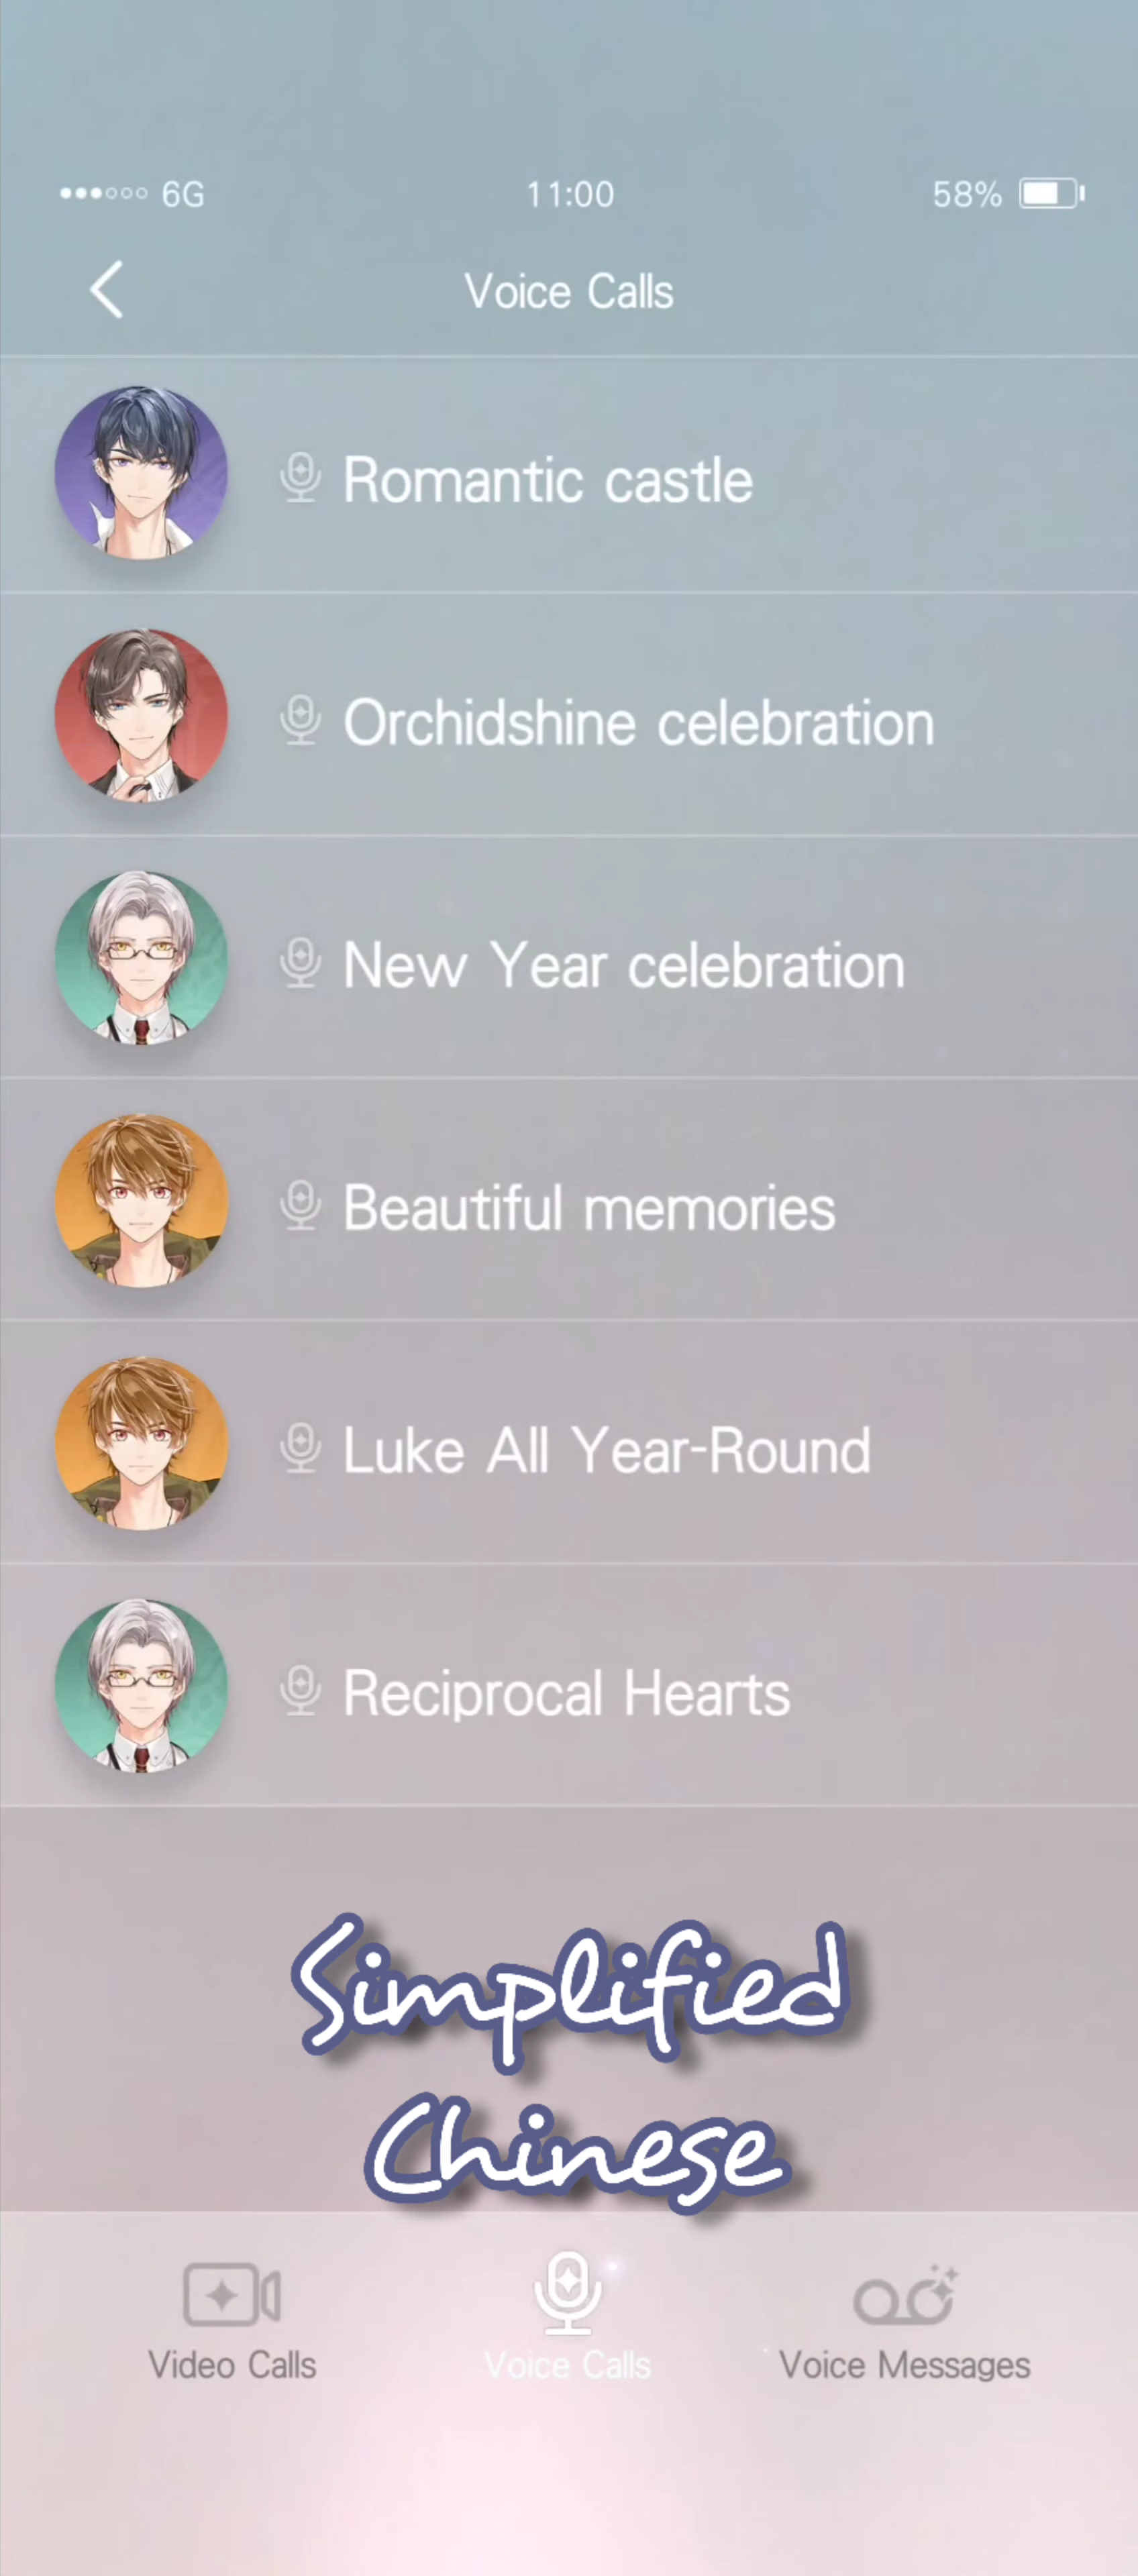 6G
11:00
58%
Voice Calls
Romantic castle
Orchidshine celebration
New Year celebration
Beautiful memories
Luke All Year-Round
Reciprocal Hearts
Simplified
Chinese
Video Calls
Voice Calls
Voice Messages